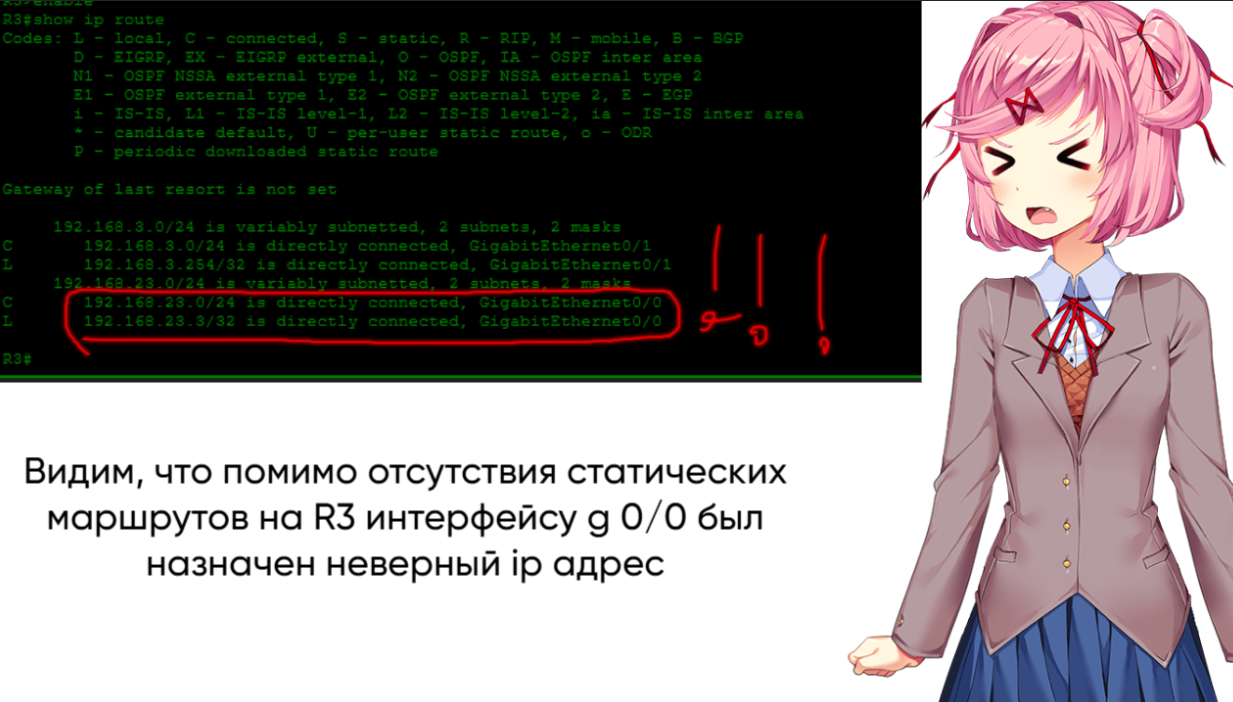 R3>enable
R3#show ip route
Codes: L - local, C - connected, S - static, R - RIP, M - mobile, B - BGP
D - EIGRP, EX - EIGRP external, O - OSPF, IA - OSPF inter area
N1 - OSPF NSSA external type 1, N2 - OSPF NSSA external type 2
E1 - OSPF external type 1, E2 - OSPF external type 2, E - EGP
i - IS-IS, L1 - IS-IS level-1, L2 - IS-IS level-2, ia - IS-IS inter area
* - candidate default, U - per-user static route, o - ODR
P - periodic downloaded static route
Gateway of last resort is not set
192.168.3.0/24 is variably subnetted, 2 subnets, 2 masks
C 192.168.3.0/24 is directly connected, GigabitEthernet0/1
L 192.168.3.254/32 is directly connected, GigabitEthernet0/1
192.168.23.0/24 is variably subnetted, 2 subnets, 2 masks
C 192.168.23.0/24 is directly connected, GigabitEthernet0/0
L 192.168.23.3/32 is directly connected, GigabitEthernet0/0
! ! !
R3#
Видим, что помимо отсутствия статических
маршрутов на R3 интерфейсу g 0/0 был
назначен неверный ip адрес